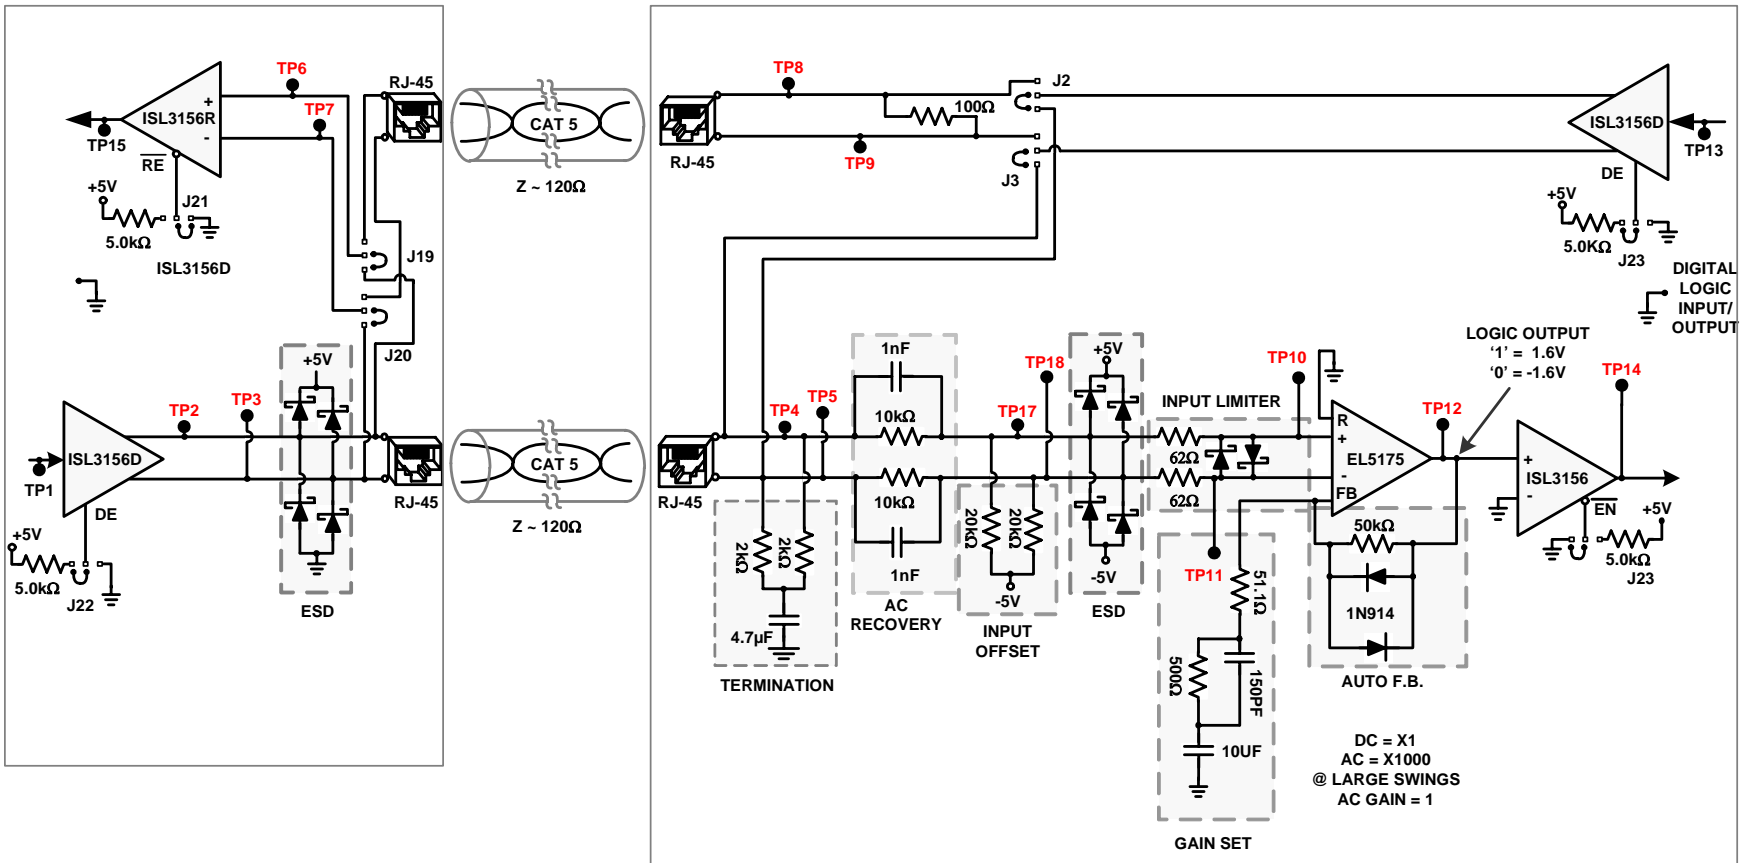 TP6
TP7
RJ-45
ISL3156R
+
-
TP15
RE
+5V
J21
5.0kΩ
ISL3156D
J19
J20
CAT 5
Z ~ 120Ω
+5V
TP2
TP3
ISL3156D
TP1
DE
+5V
5.0kΩ
J22
ESD
RJ-45
CAT 5
Z ~ 120Ω
TP8
J2
100Ω
RJ-45
TP9
J3
ISL3156D
TP13
DE
+5V
5.0KΩ
J23
DIGITAL
LOGIC
INPUT/
OUTPUT
LOGIC OUTPUT
‘1’ = 1.6V
‘0’ = -1.6V
1nF
10kΩ
10kΩ
1nF
AC
RECOVERY
TP4
TP5
RJ-45
2kΩ
2kΩ
4.7µF
TERMINATION
TP17
TP18
20kΩ
20kΩ
-5V
INPUT
OFFSET
+5V
-5V
ESD
INPUT LIMITER
62Ω
62Ω
TP10
TP11
R
+
-
FB
EL5175
TP12
TP14
+
-
ISL3156
EN
+5V
5.0kΩ
J23
50kΩ
1N914
AUTO F.B.
51.1Ω
500Ω
150PF
10UF
GAIN SET
DC = X1
AC = X1000
@ LARGE SWINGS
AC GAIN = 1